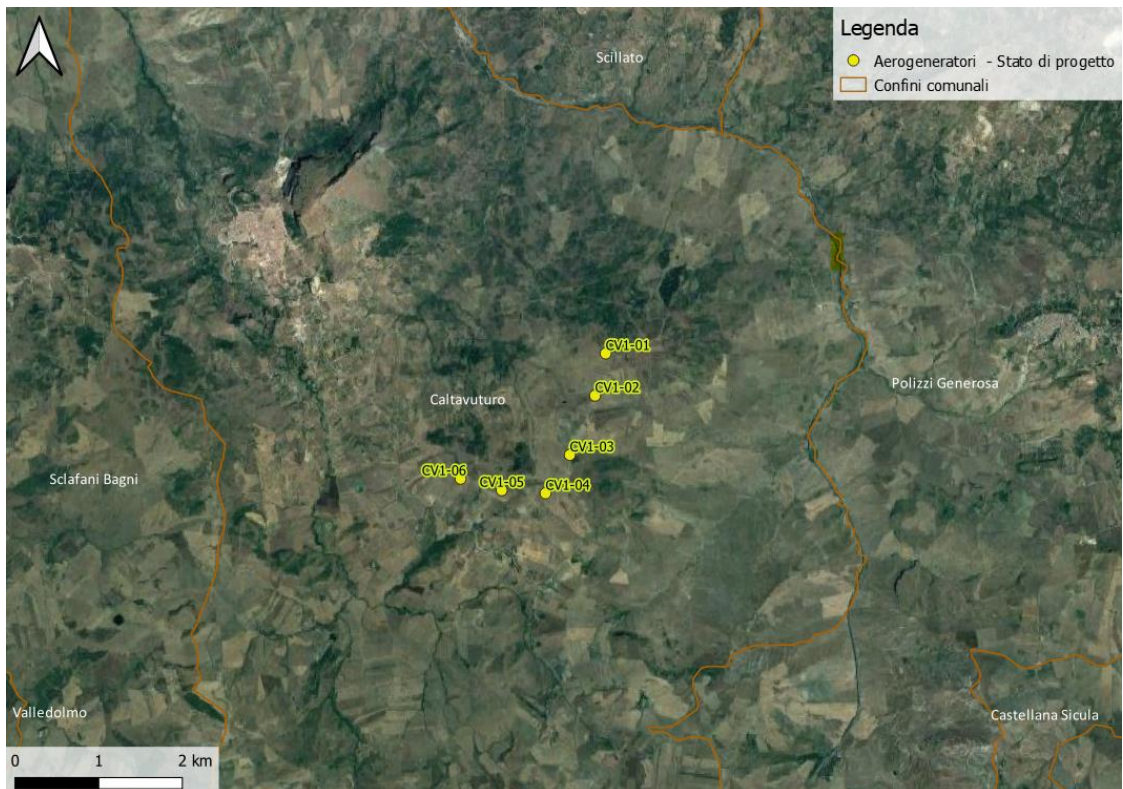 Legenda
Aerogeneratori - Stato di progetto
Confini comunali
Scillato
CV1-01
CV1-02
Polizzi Generosa
Caltavuturo
CV1-03
CV1-06
CV1-05
CV1-04
Sclafani Bagni
Valledolmo
Castellana Sicula
0 1 2 km